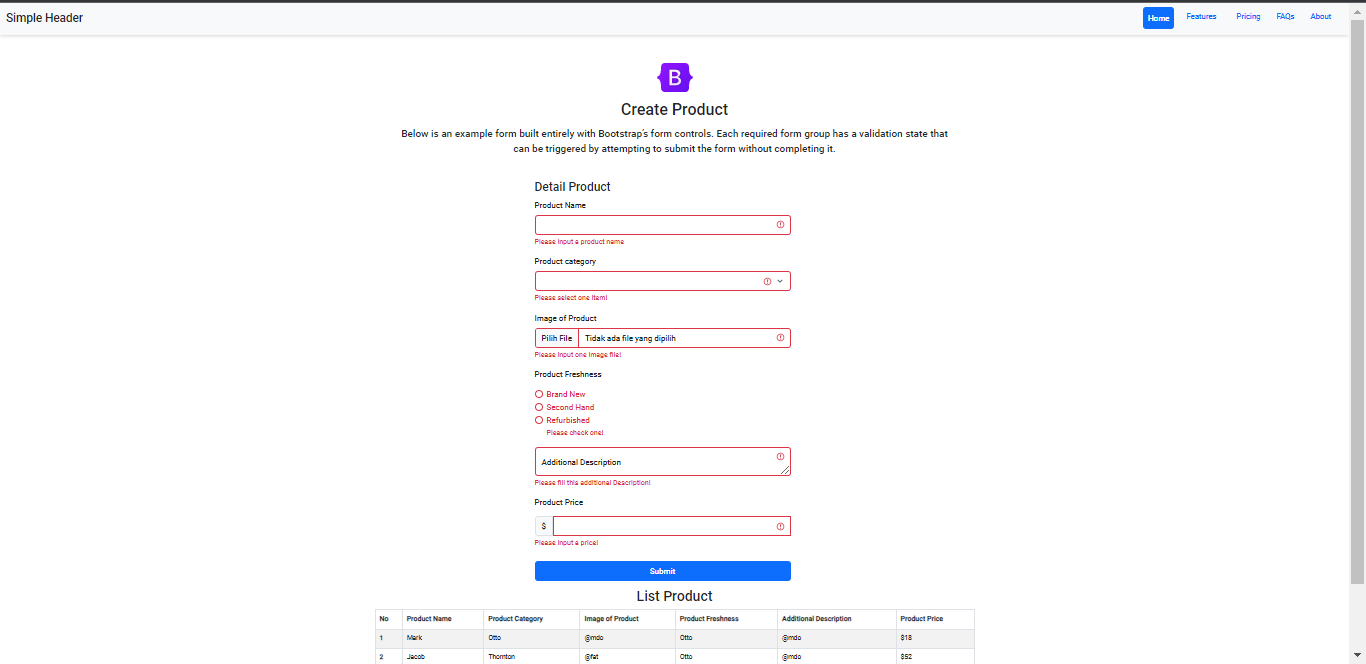 Simple Header
Home Features Pricing FAQs About
B
Create Product
Below is an example form built entirely with Bootstrap's form controls. Each required form group has a validation state that
can be triggered by attempting to submit the form without completing it.
Detail Product
Product Name
Please input a product name
Product category
Please select one item!
Image of Product
Pilih File Tidak ada file yang dipilih
Please input one image file!
Product Freshness
Brand New
Second Hand
Refurbished
Please check one!
Additional Description
Please fill this additional Description!
Product Price
$
Please input a price!
Submit
List Product
No Product Name Product Category Image of Product Product Freshness Additional Description Product Price
1 Mark Otto @mdo Otto @mdo $18
2 Jacob Thornton @fat Otto @mdo $52